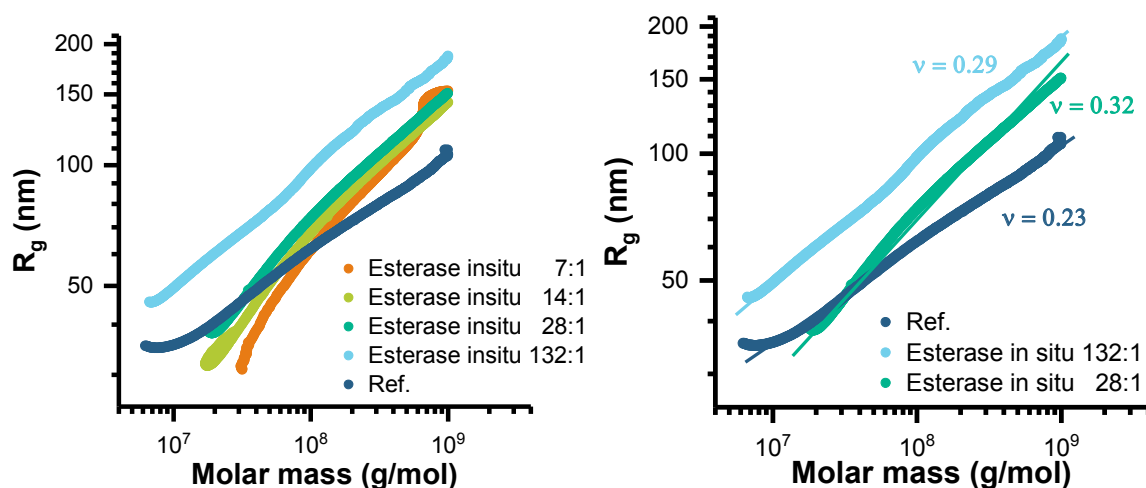 200
150
100
50
R_g (nm)
Esterase insitu 7:1
Esterase insitu 14:1
Esterase insitu 28:1
Esterase insitu 132:1
Ref.
10^7 10^8 10^9
Molar mass (g/mol)
200
150
100
50
R_g (nm)
ν = 0.29
ν = 0.32
ν = 0.23
Ref.
Esterase in situ 132:1
Esterase in situ 28:1
10^7 10^8 10^9
Molar mass (g/mol)